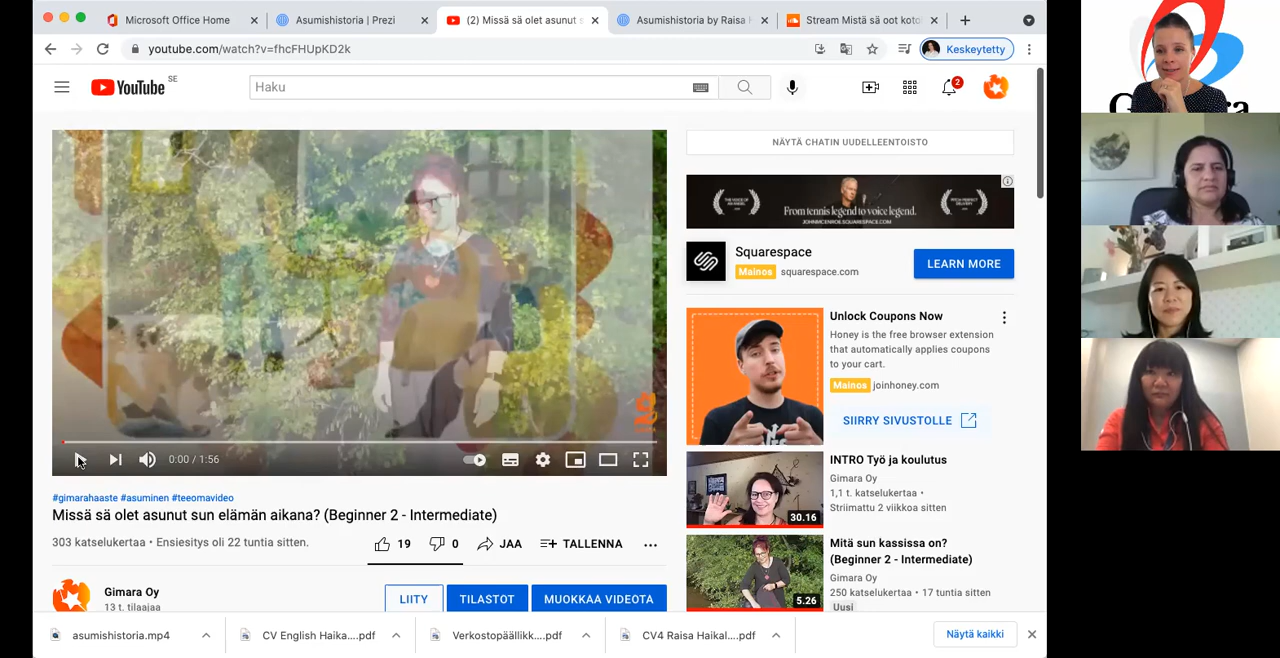 Microsoft Office Home
Asumishistoria | Prezi
(2) Missä sä olet asunut s
Asumishistoria by Raisa H
Stream Mistä sä oot koto
youtube.com/watch?v=fhcFHUpKD2k
Keskeytetty
YouTube
SE
Haku
2
NÄYTÄ CHATIN UUDELLEENTOISTO
From tennis legend to voice legend.
JOHNMCENROE.SQUARESPACE.COM
Squarespace
Mainos squarespace.com
LEARN MORE
Unlock Coupons Now
Honey is the free browser extension
that automatically applies coupons
to your cart.
Mainos joinhoney.com
SIIRRY SIVUSTOLLE
0:00 / 1:56
INTRO Työ ja koulutus
Gimara Oy
1,1 t. katselukertaa •
Striimattu 2 viikkoa sitten
30.16
Mitä sun kassissa on?
(Beginner 2 - Intermediate)
Gimara Oy
250 katselukertaa • 17 tuntia sitten
Uusi
5.26
#gimarahaaste #asuminen #teeomavideo
Missä sä olet asunut sun elämän aikana? (Beginner 2 - Intermediate)
303 katselukertaa • Ensiesitys oli 22 tuntia sitten.
19
0
JAA
TALLENNA
Gimara Oy
13 t. tilaajaa
LIITY
TILASTOT
MUOKKAA VIDEOTA
asumishistoria.mp4
CV English Haika....pdf
Verkostopäällikk....pdf
CV4 Raisa Haikal....pdf
Näytä kaikki